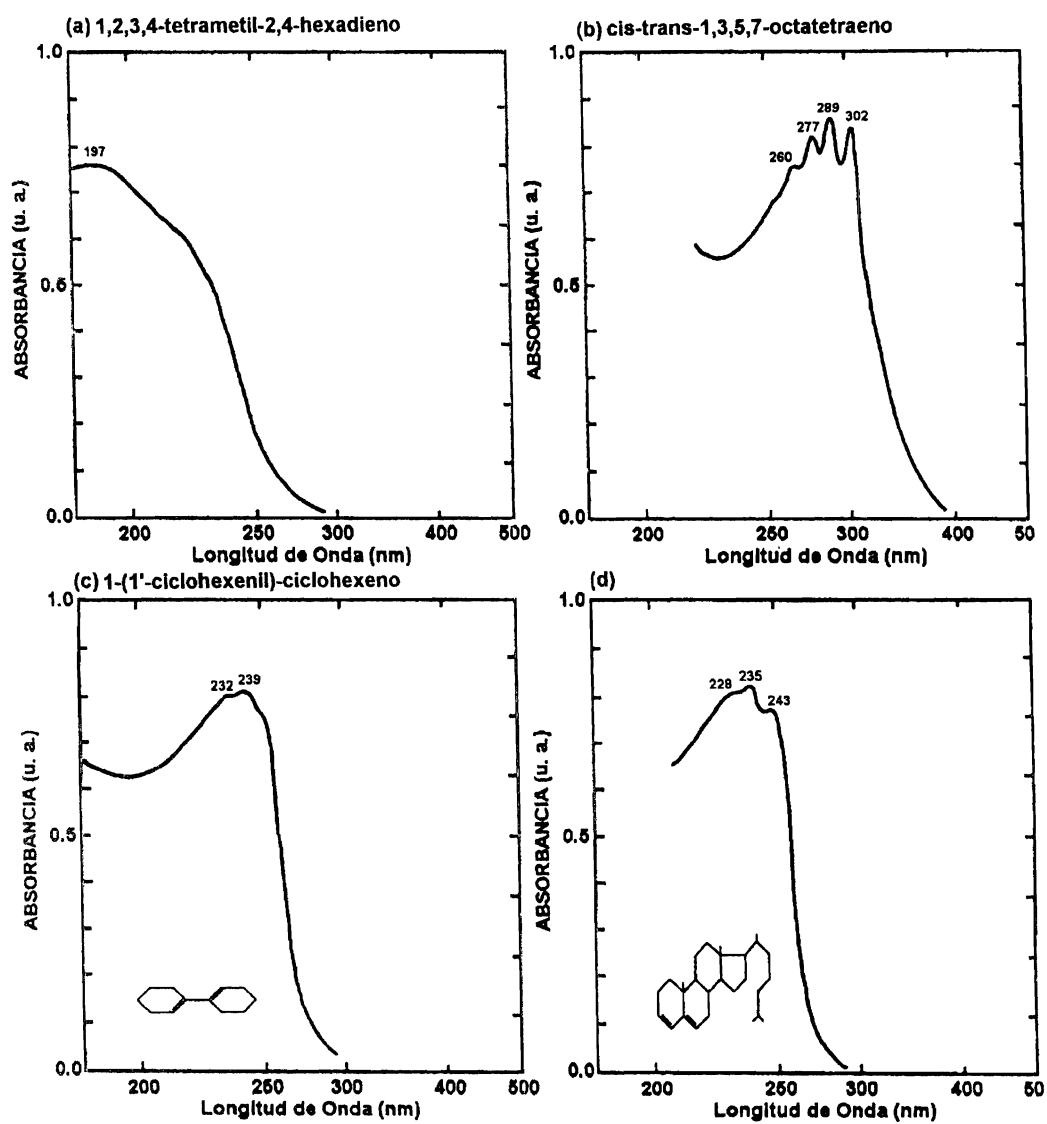 (a) 1,2,3,4-tetrametil-2,4-hexadieno
1.0
197
ABSORBANCIA (u. a.)
0.5
0.0
200 250 300 400 500
Longitud de Onda (nm)
(b) cis-trans-1,3,5,7-octatetraeno
1.0
289
277 302
260
ABSORBANCIA (u. a.)
0.5
0.0
200 250 300 400 50
Longitud de Onda (nm)
(c) 1-(1'-ciclohexenil)-ciclohexeno
1.0
232 239
ABSORBANCIA (u. a.)
0.5
0.0
200 250 300 400 500
Longitud de Onda (nm)
(d)
1.0
228 235
243
ABSORBANCIA (u. a.)
0.5
0.0
200 250 300 400 50
Longitud de Onda (nm)